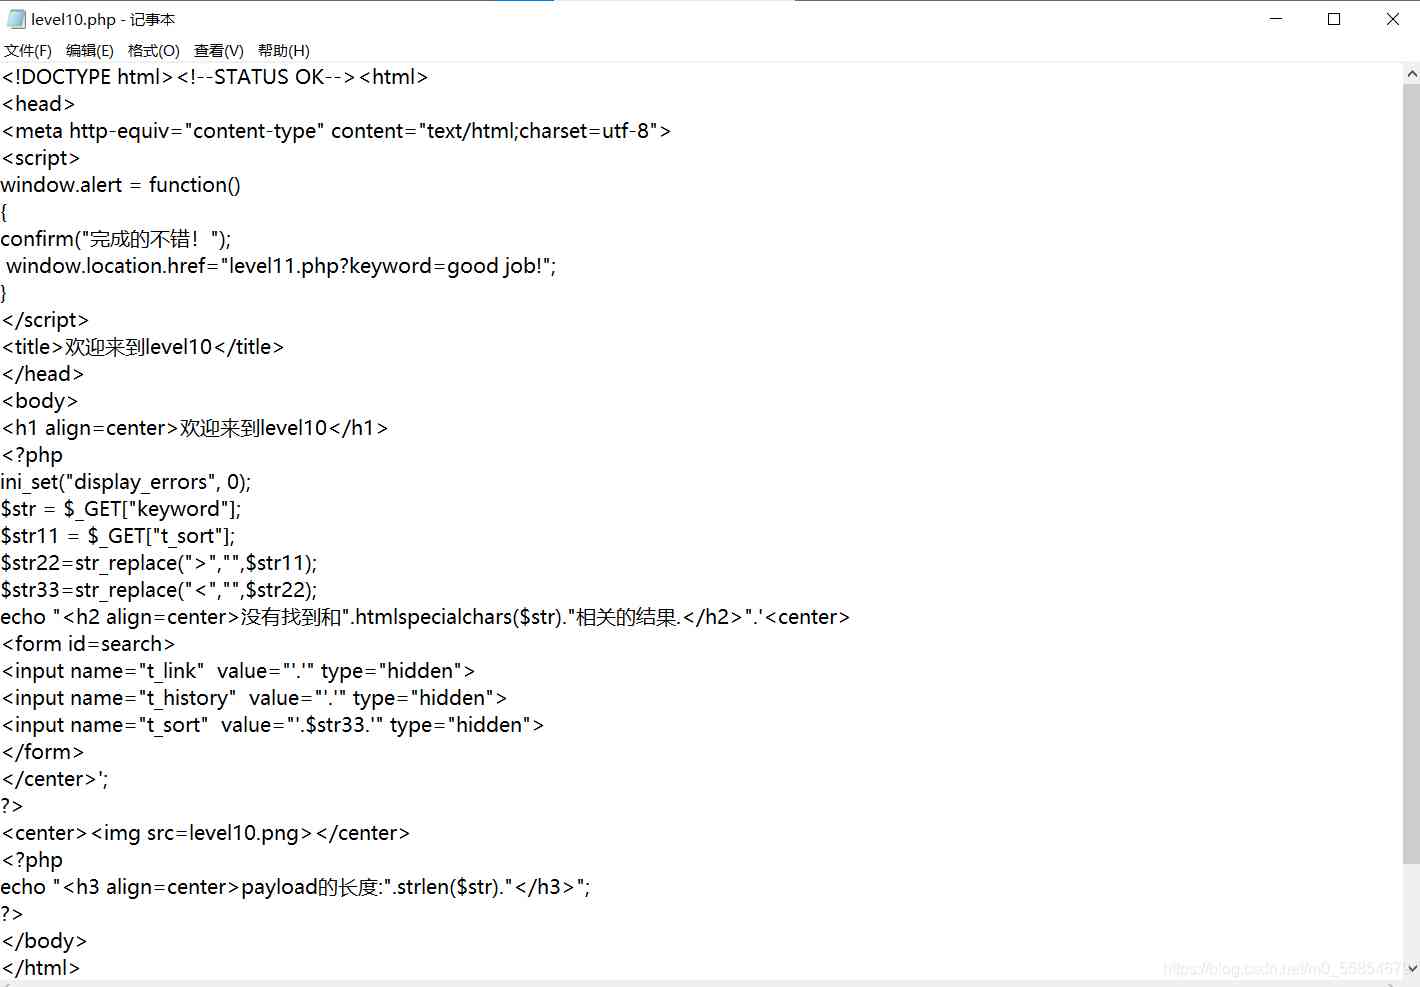 level10.php - 记事本
文件(F) 编辑(E) 格式(O) 查看(V) 帮助(H)
<!DOCTYPE html><!--STATUS OK--><html>
<head>
<meta http-equiv="content-type" content="text/html;charset=utf-8">
<script>
window.alert = function()
{
confirm("完成的不错！");
 window.location.href="level11.php?keyword=good job!";
}
</script>
<title>欢迎来到level10</title>
</head>
<body>
<h1 align=center>欢迎来到level10</h1>
<?php
ini_set("display_errors", 0);
$str = $_GET["keyword"];
$str11 = $_GET["t_sort"];
$str22=str_replace(">","",$str11);
$str33=str_replace("<","",$str22);
echo "<h2 align=center>没有找到和".htmlspecialchars($str)."相关的结果.</h2>".'<center>
<form id=search>
<input name="t_link"  value="'.'" type="hidden">
<input name="t_history"  value="'.'" type="hidden">
<input name="t_sort"  value="'.$str33.'" type="hidden">
</form>
</center>';
?>
<center><img src=level10.png></center>
<?php
echo "<h3 align=center>payload的长度:".strlen($str)."</h3>";
?>
</body>
</html>